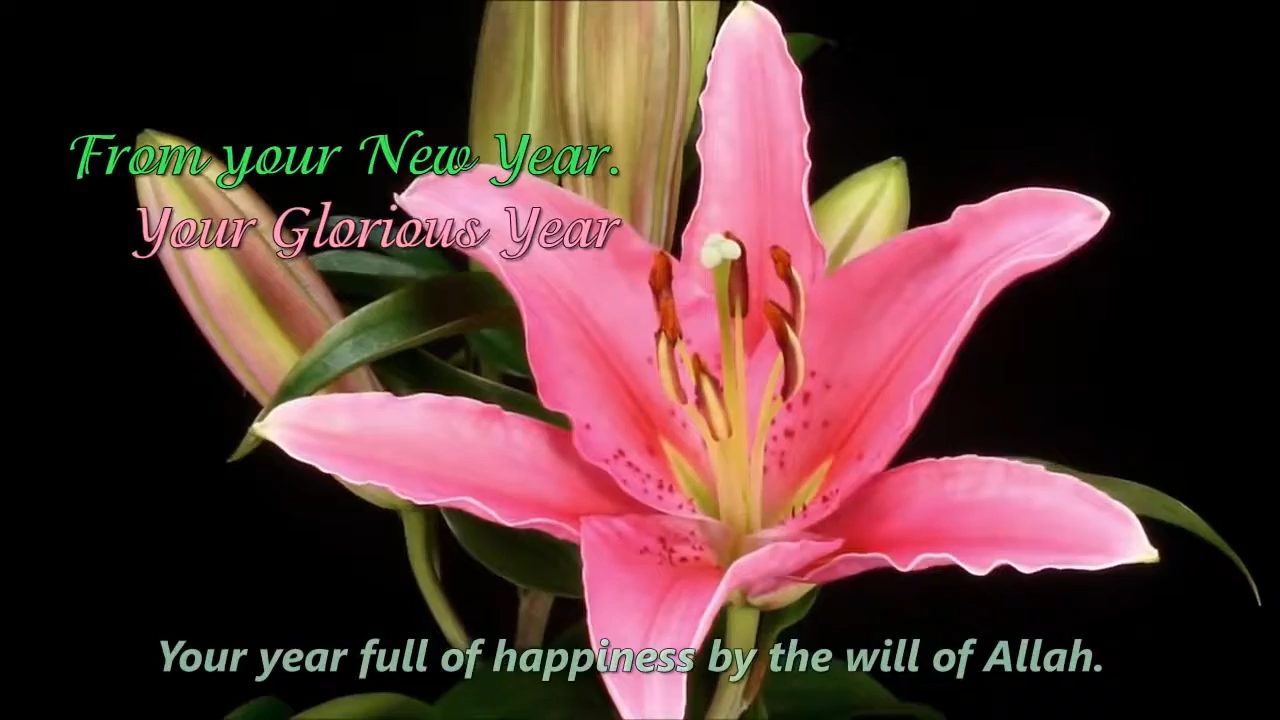 From your New Year.
Your Glorious Year
Your year full of happiness by the will of Allah.